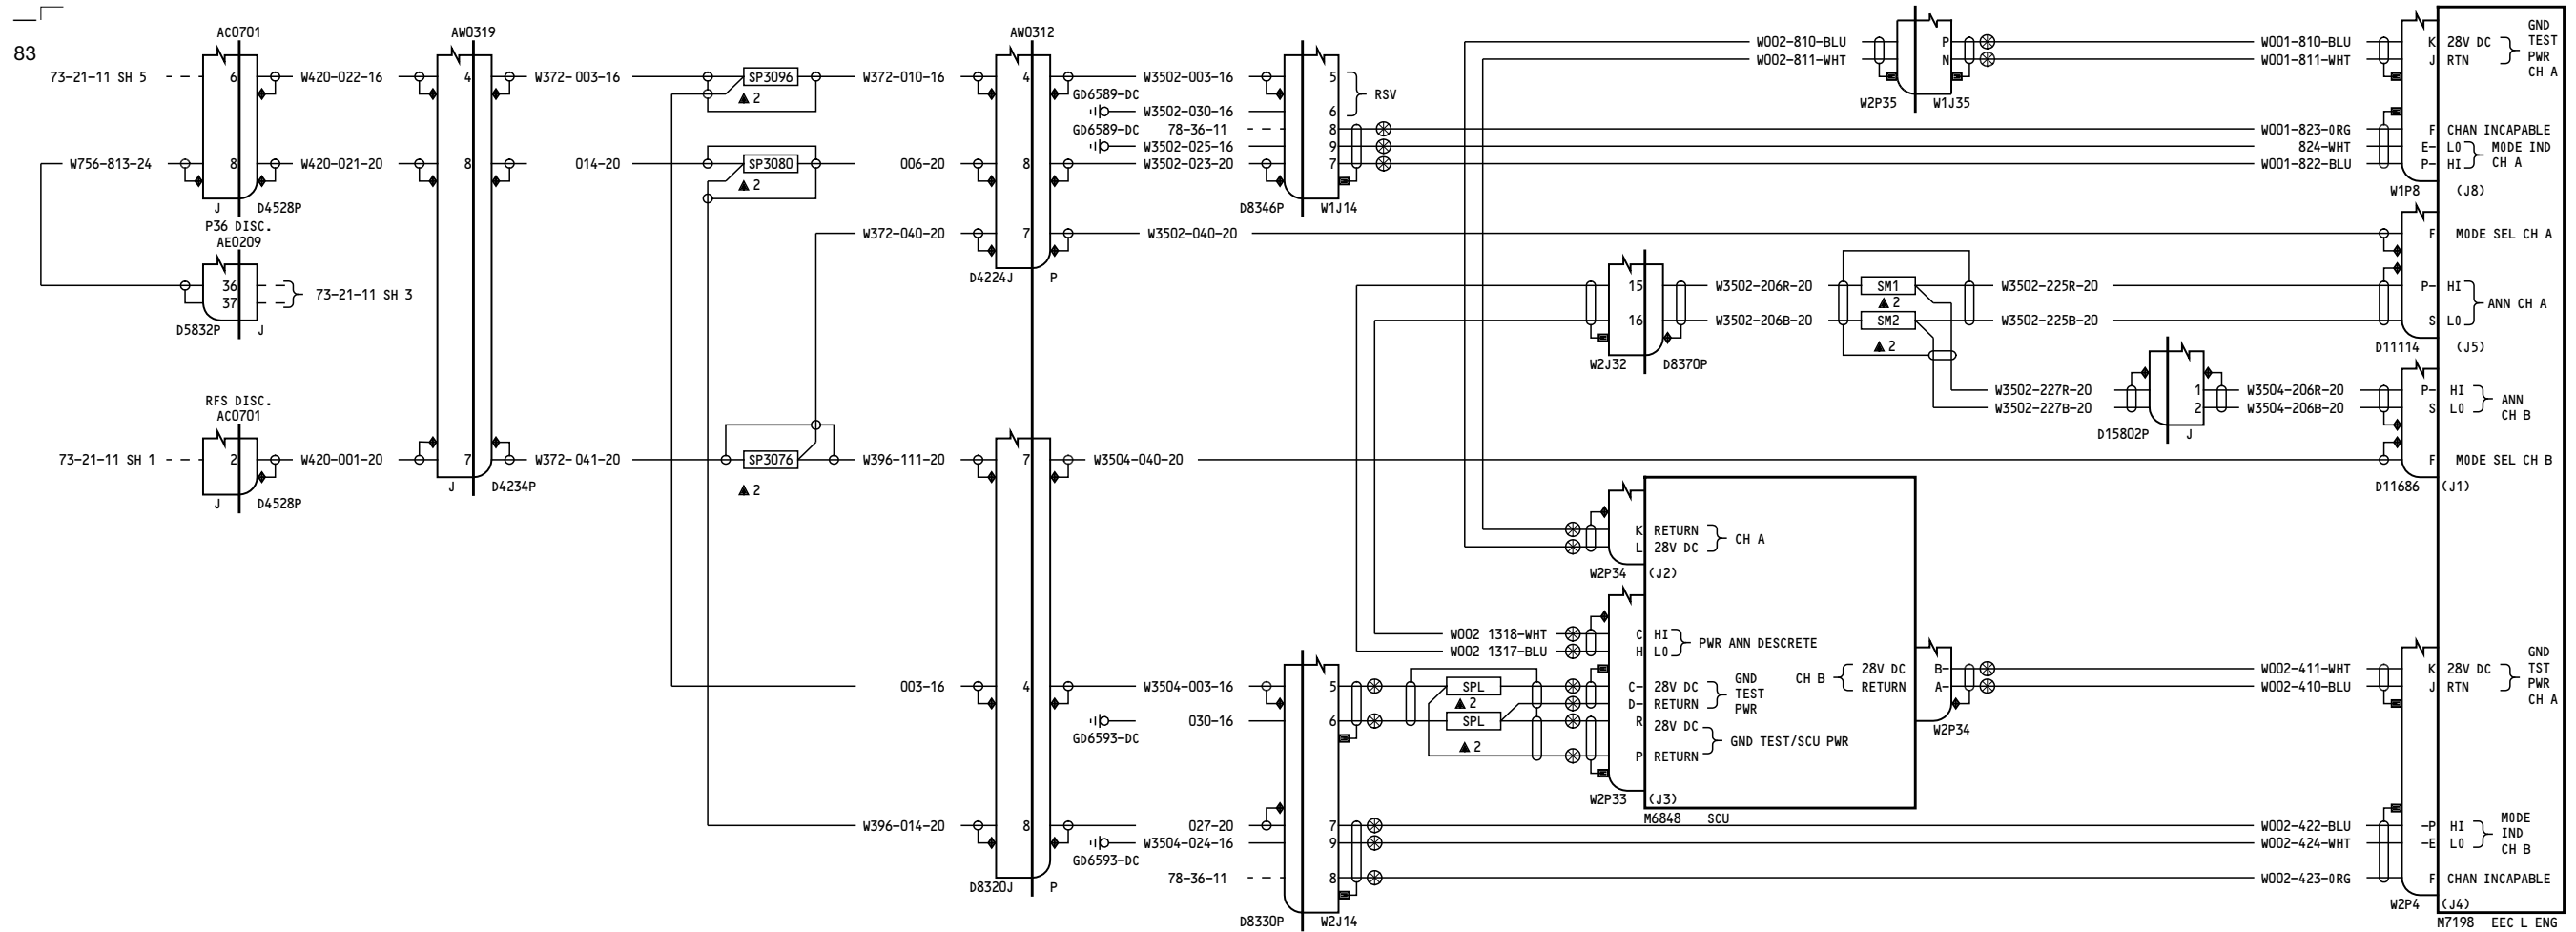 83
AC0701
73-21-11 SH 5
6
W420-022-16
W756-813-24
8
W420-021-20
J
D4528P
P36 DISC.
AE0209
36
37
73-21-11 SH 3
D5832P
J
RFS DISC.
AC0701
73-21-11 SH 1
2
W420-001-20
J
D4528P
AW0319
4
W372-003-16
8
014-20
7
W372-041-20
J
D4234P
SP3096
▲ 2
W372-010-16
SP3080
▲ 2
006-20
W372-040-20
SP3076
▲ 2
W396-111-20
003-16
W396-014-20
AW0312
4
8
7
D4224J
P
7
4
8
D8320J
P
W3502-003-16
GD6589-DC
W3502-030-16
GD6589-DC
78-36-11
W3502-025-16
W3502-023-20
W3502-040-20
5
6
RSV
8
9
7
D8346P
W1J14
W3504-040-20
W3504-003-16
GD6593-DC
030-16
027-20
GD6593-DC
W3504-024-16
78-36-11
5
6
7
9
8
D8330P
W2J14
SPL
▲ 2
SPL
▲ 2
W002-810-BLU
W002-811-WHT
P
N
W2P35
W1J35
15
16
W2J32
D8370P
W3502-206R-20
W3502-206B-20
SM1
▲ 2
SM2
▲ 2
W3502-225R-20
W3502-225B-20
W3502-227R-20
W3502-227B-20
1
2
D15802P
J
W3504-206R-20
W3504-206B-20
K RETURN
L 28V DC
CH A
W2P34
(J2)
W002 1318-WHT
W002 1317-BLU
C HI
H LO
PWR ANN DESCRETE
C- 28V DC
D- RETURN
GND
TEST
PWR
R 28V DC
P RETURN
GND TEST/SCU PWR
W2P33
(J3)
M6848 SCU
CH B
28V DC B-
RETURN A-
W2P34
W001-810-BLU
W001-811-WHT
K 28V DC
J RTN
GND
TEST
PWR
CH A
W001-823-ORG
824-WHT
W001-822-BLU
F CHAN INCAPABLE
E- LO
P- HI
MODE IND
CH A
W1P8
(J8)
F MODE SEL CH A
P- HI
S LO
ANN CH A
D11114
(J5)
P- HI
S LO
ANN
CH B
F MODE SEL CH B
D11686
(J1)
W002-411-WHT
W002-410-BLU
K 28V DC
J RTN
GND
TST
PWR
CH A
W002-422-BLU
W002-424-WHT
W002-423-ORG
-P HI
-E LO
MODE
IND
CH B
F CHAN INCAPABLE
W2P4
(J4)
M7198 EEC L ENG